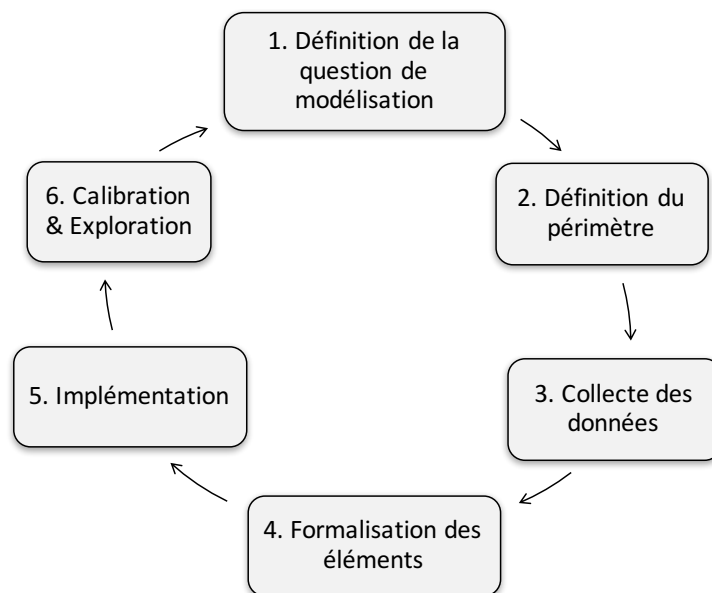 1. Définition de la
question de
modélisation
2. Définition du
périmètre
3. Collecte des
données
4. Formalisation des
éléments
5. Implémentation
6. Calibration
& Exploration